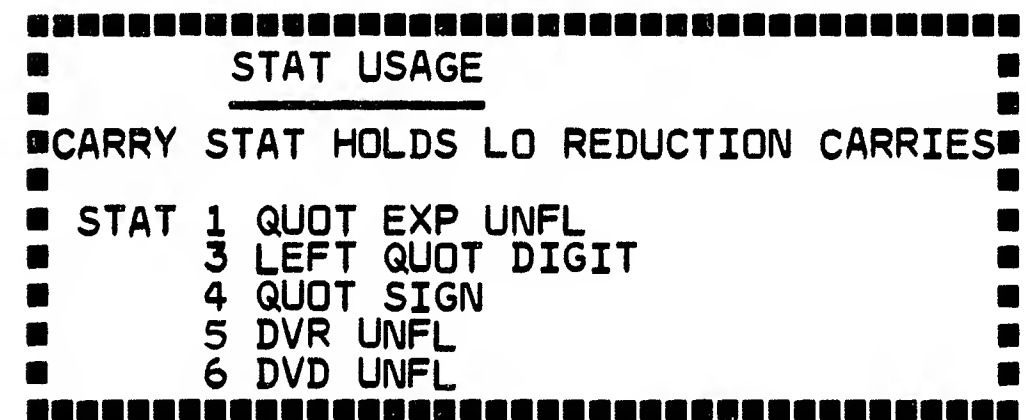 STAT USAGE
CARRY STAT HOLDS LO REDUCTION CARRIES
STAT 1 QUOT EXP UNFL
3 LEFT QUOT DIGIT
4 QUOT SIGN
5 DVR UNFL
6 DVD UNFL